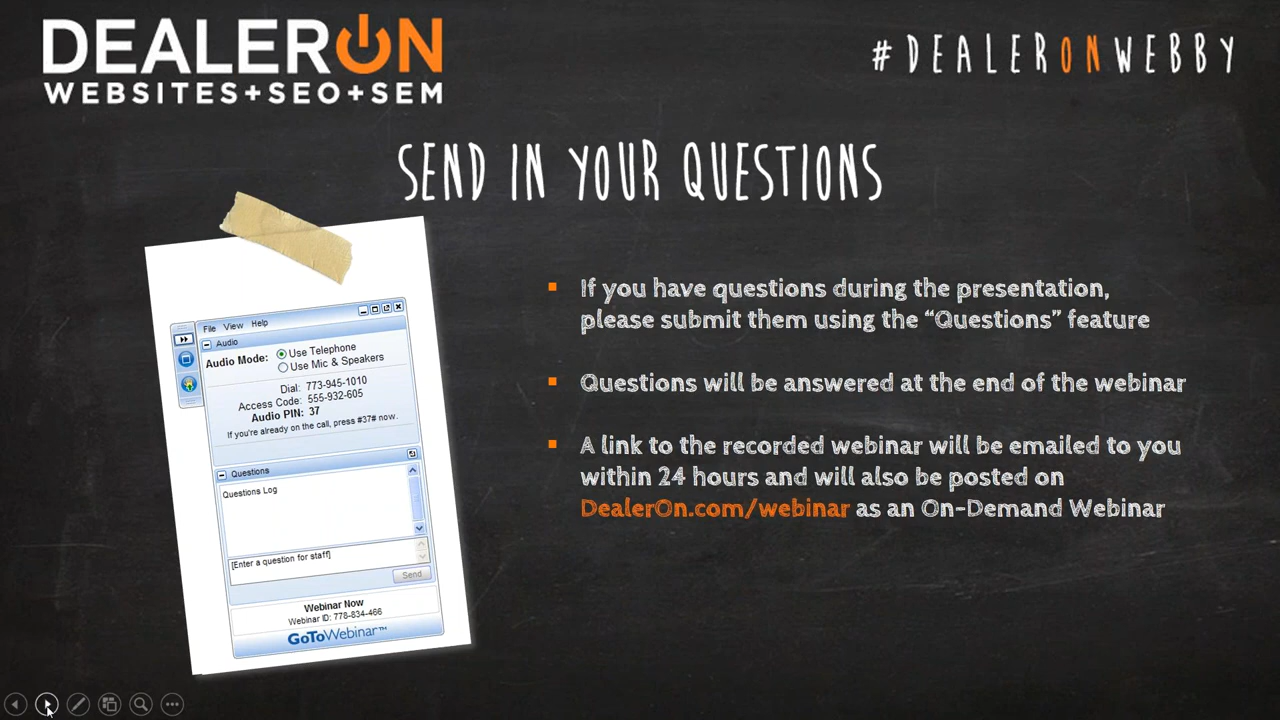 DEALERON
WEBSITES+SEO+SEM
#DEALERONWEBBY
SEND IN YOUR QUESTIONS
If you have questions during the presentation,
please submit them using the “Questions” feature
Questions will be answered at the end of the webinar
A link to the recorded webinar will be emailed to you
within 24 hours and will also be posted on
DealerOn.com/webinar as an On-Demand Webinar
File View Help
Audio
Audio Mode: Use Telephone
Use Mic & Speakers
Dial: 773-945-1010
Access Code: 555-932-605
Audio PIN: 37
If you're already on the call, press #37# now.
Questions
Questions Log
[Enter a question for staff]
Send
Webinar Now
Webinar ID: 778-834-466
GoToWebinar™